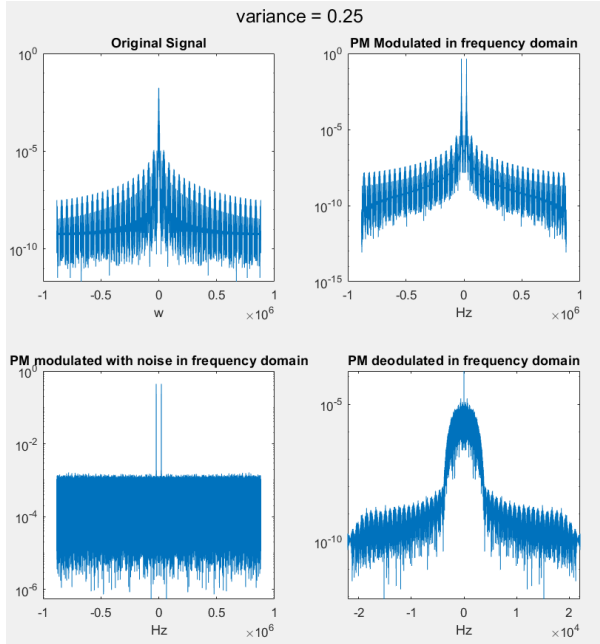 variance = 0.25
Original Signal
10^0
10^-5
10^-10
-1 -0.5 0 0.5 1
w ×10^6
PM Modulated in frequency domain
10^0
10^-5
10^-10
10^-15
-1 -0.5 0 0.5 1
Hz ×10^6
PM modulated with noise in frequency domain
10^0
10^-2
10^-4
10^-6
-1 -0.5 0 0.5 1
Hz ×10^6
PM deodulated in frequency domain
10^-5
10^-10
-2 -1 0 1 2
Hz ×10^4